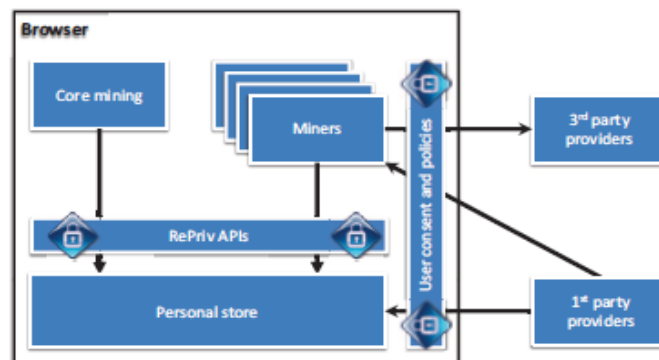 Browser
Core mining
Miners
3rd party
providers
User consent and policies
RePriv APIs
Personal store
1st party
providers